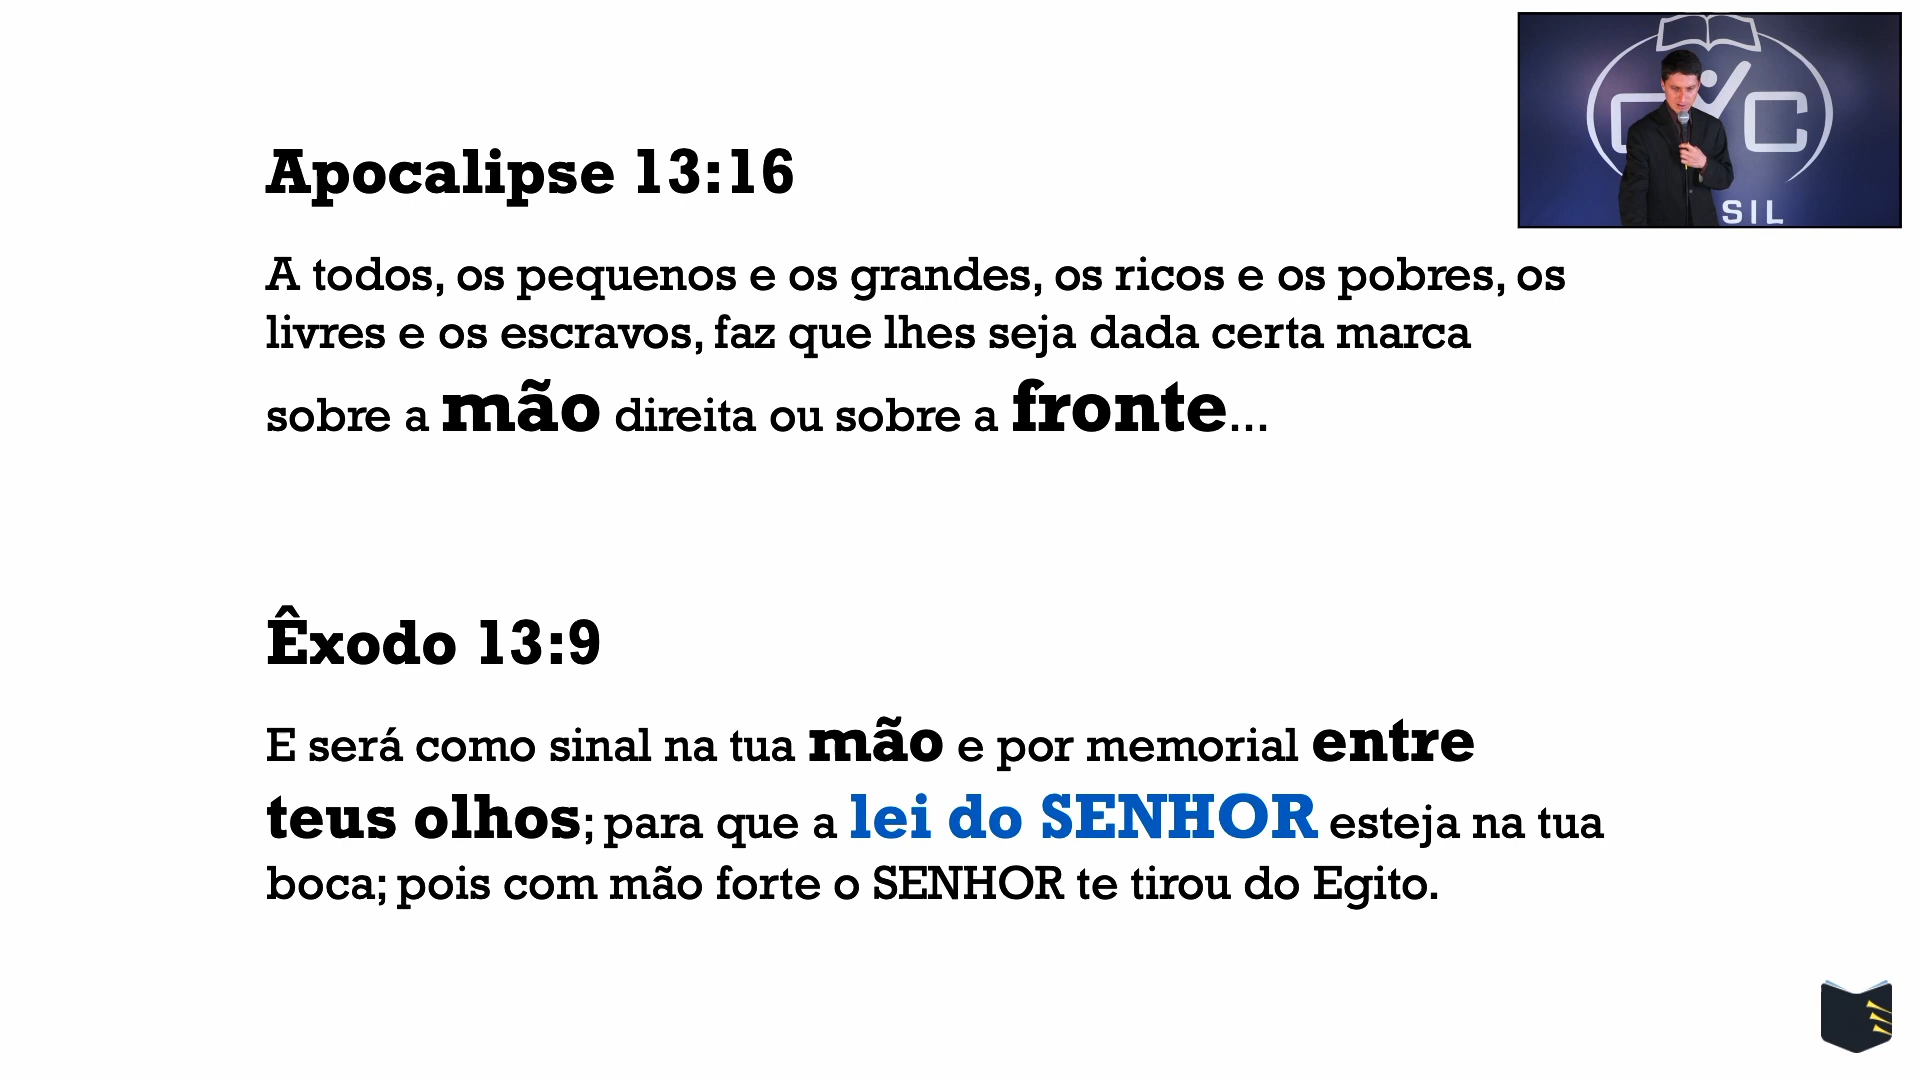 Apocalipse 13:16
A todos, os pequenos e os grandes, os ricos e os pobres, os
livres e os escravos, faz que lhes seja dada certa marca
sobre a mão direita ou sobre a fronte...
Êxodo 13:9
E será como sinal na tua mão e por memorial entre
teus olhos; para que a lei do SENHOR esteja na tua
boca; pois com mão forte o SENHOR te tirou do Egito.
C C
SIL